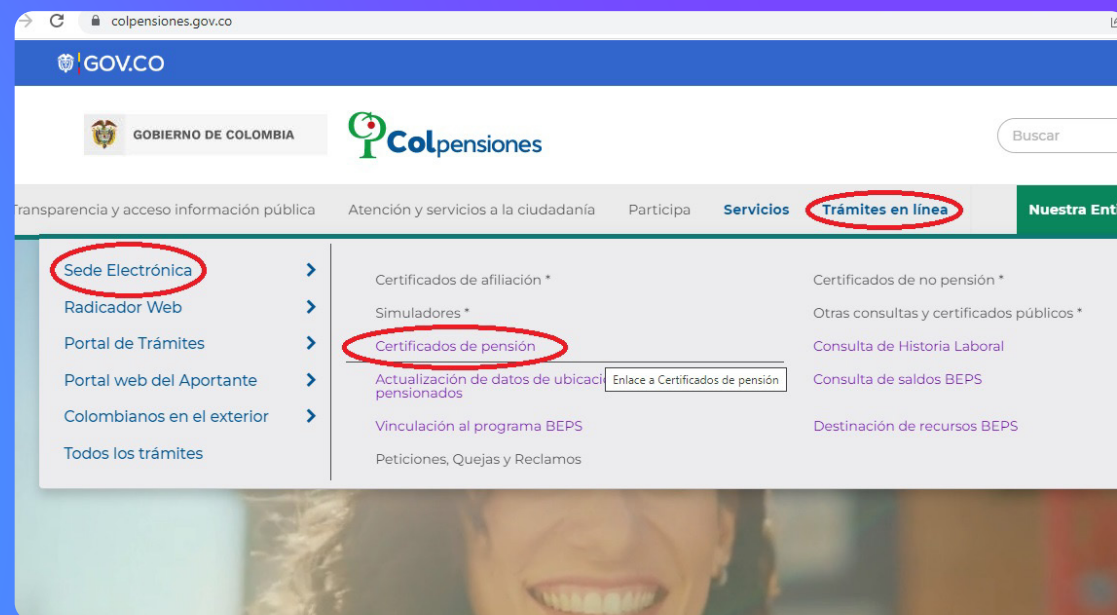 colpensiones.gov.co
GOV.CO
GOBIERNO DE COLOMBIA
Colpensiones
Buscar
Transparencia y acceso información pública
Atención y servicios a la ciudadanía
Participa
Servicios
Trámites en línea
Nuestra Enti
Sede Electrónica
Radicador Web
Portal de Trámites
Portal web del Aportante
Colombianos en el exterior
Todos los trámites
Certificados de afiliación *
Simuladores *
Certificados de pensión
Actualización de datos de ubicaci
pensionados
Enlace a Certificados de pensión
Vinculación al programa BEPS
Peticiones, Quejas y Reclamos
Certificados de no pensión *
Otras consultas y certificados públicos *
Consulta de Historia Laboral
Consulta de saldos BEPS
Destinación de recursos BEPS